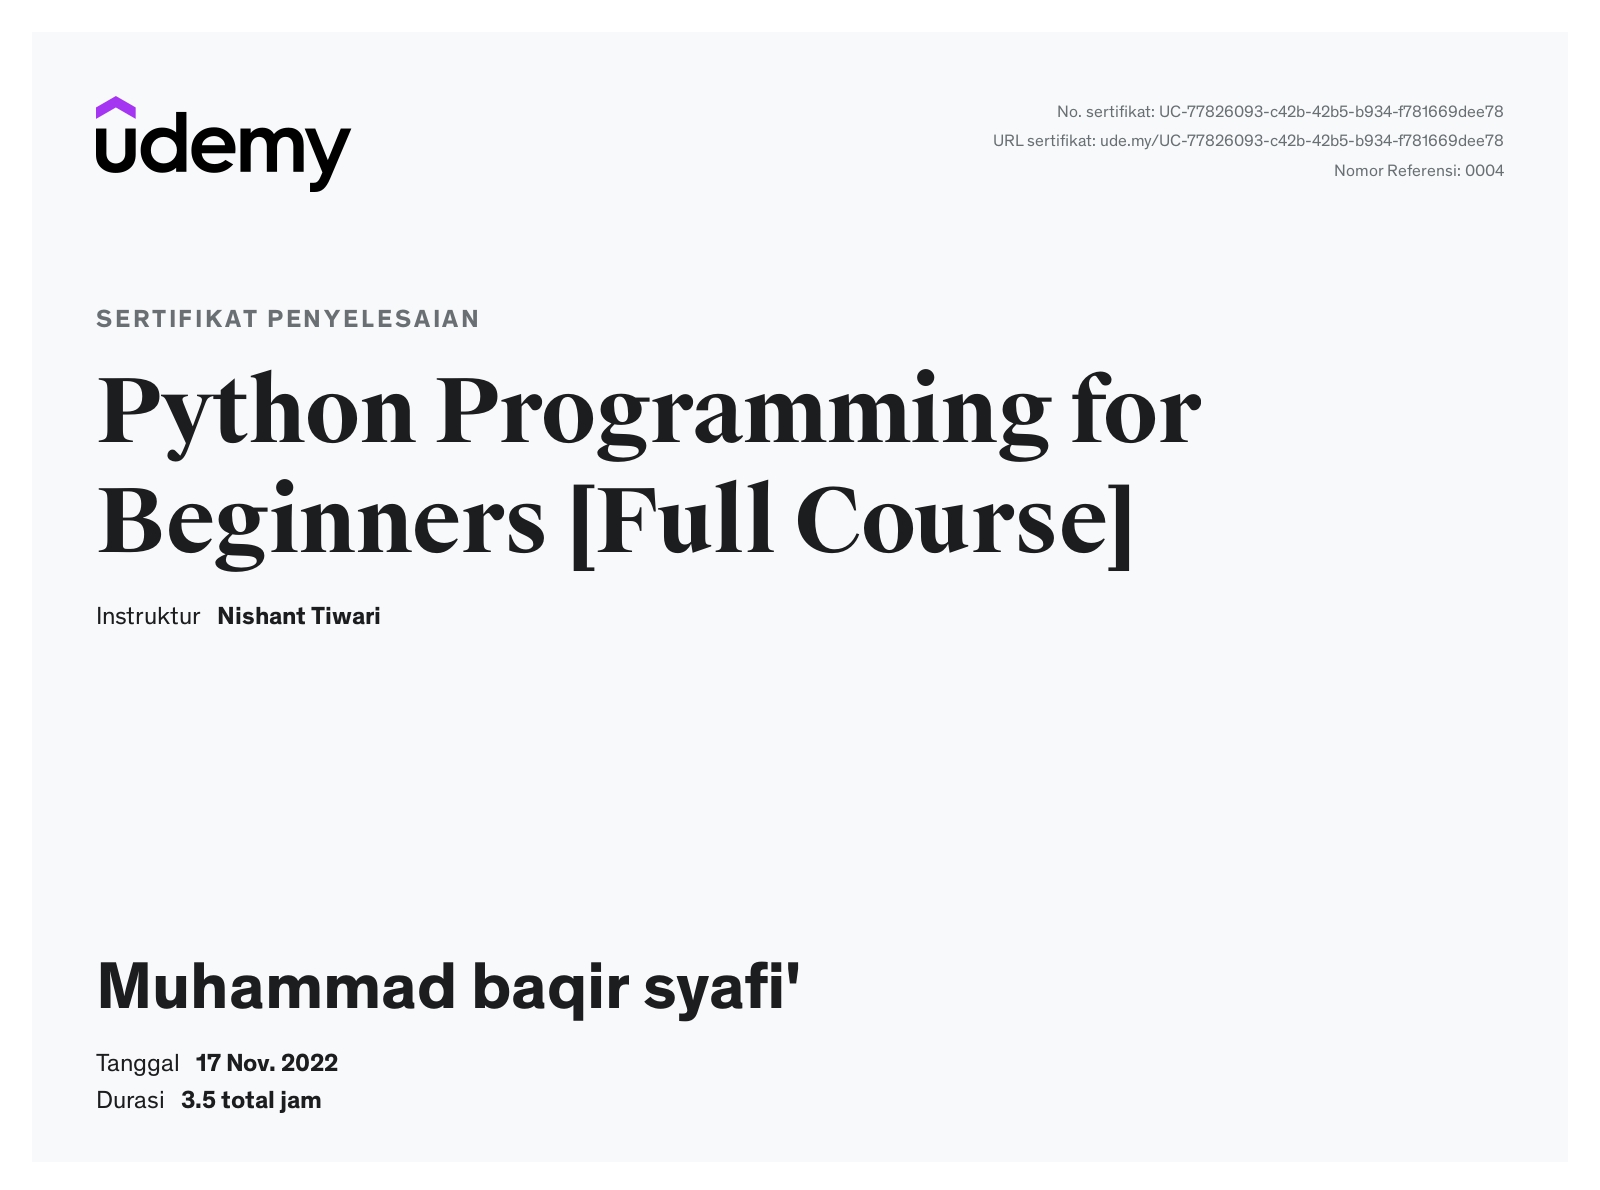 udemy
No. sertifikat: UC-77826093-c42b-42b5-b934-f781669dee78
URL sertifikat: ude.my/UC-77826093-c42b-42b5-b934-f781669dee78
Nomor Referensi: 0004
SERTIFIKAT PENYELESAIAN
Python Programming for
Beginners [Full Course]
Instruktur Nishant Tiwari
Muhammad baqir syafi'
Tanggal 17 Nov. 2022
Durasi 3.5 total jam